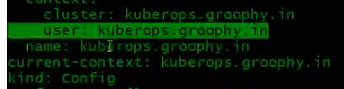 context:
cluster: kuberops.groophy.in
user: kuberops.groophy.in
name: kuberops.groophy.in
current-context: kuberops.groophy.in
kind: Config